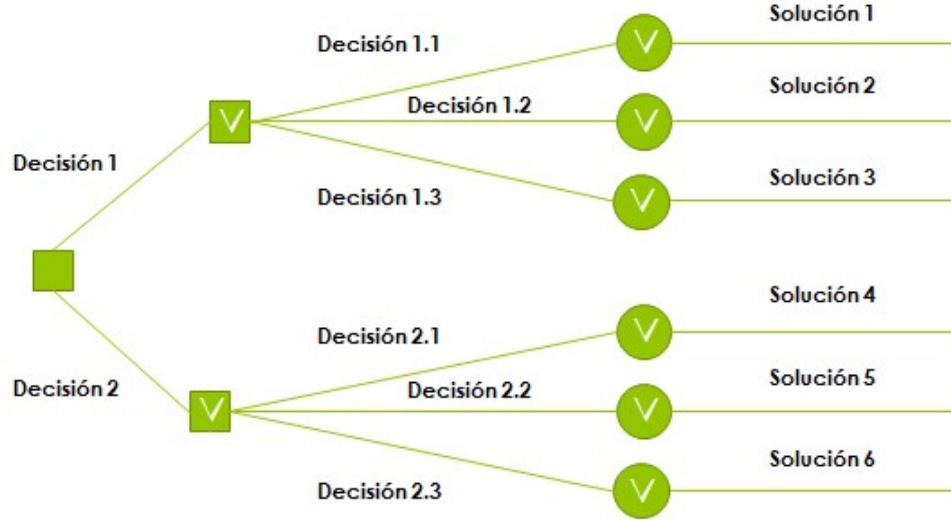 Decisión 1.1
Solución 1
Decisión 1.2
Solución 2
Decisión 1
V
V
V
Decisión 1.3
Solución 3
V
Decisión 2.1
Solución 4
V
Decisión 2
Decisión 2.2
Solución 5
V
V
Decisión 2.3
Solución 6
V